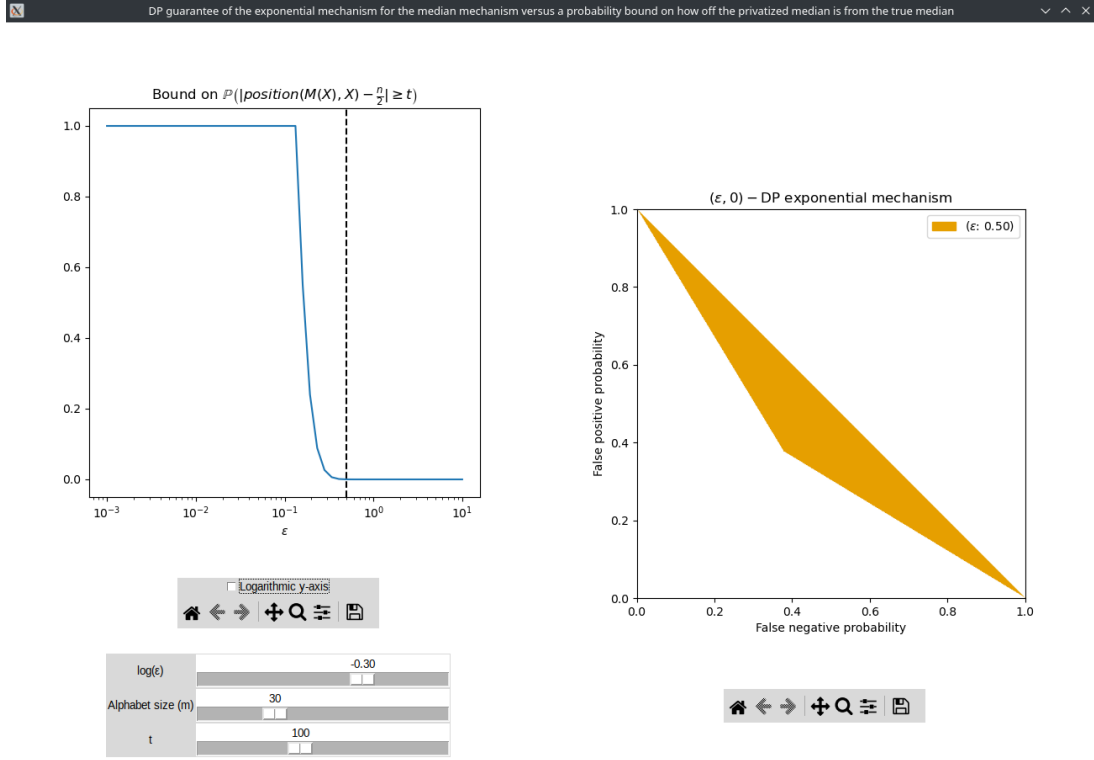 DP guarantee of the exponential mechanism for the median mechanism versus a probability bound on how off the privatized median is from the true median
Bound on ℙ(|position(M(X), X) − n/2| ≥ t)
1.0
0.8
0.6
0.4
0.2
0.0
10⁻³ 10⁻² 10⁻¹ 10⁰ 10¹
ε
Logarithmic y-axis
log(ε) -0.30
Alphabet size (m) 30
t 100
(ε, 0) − DP exponential mechanism
(ε: 0.50)
False positive probability
1.0
0.8
0.6
0.4
0.2
0.0
0.0 0.2 0.4 0.6 0.8 1.0
False negative probability